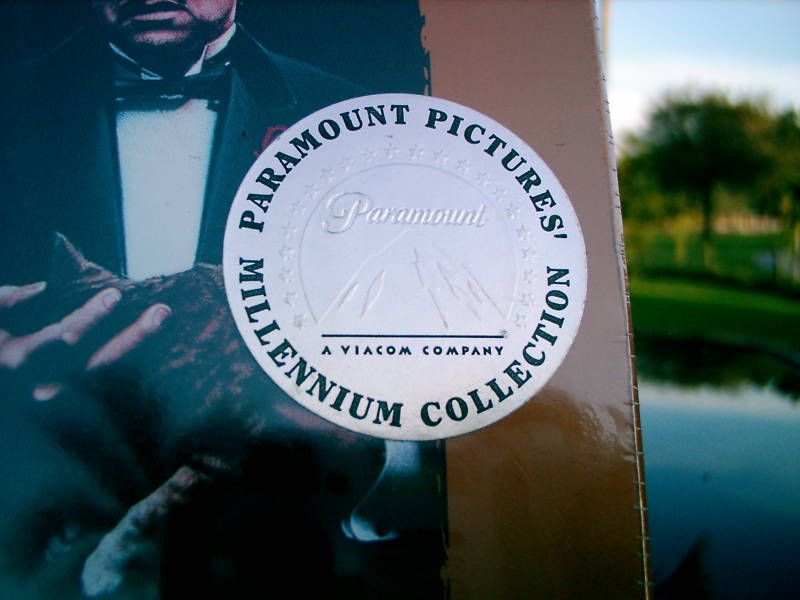 PARAMOUNT PICTURES'
Paramount
A VIACOM COMPANY
MILLENNIUM COLLECTION